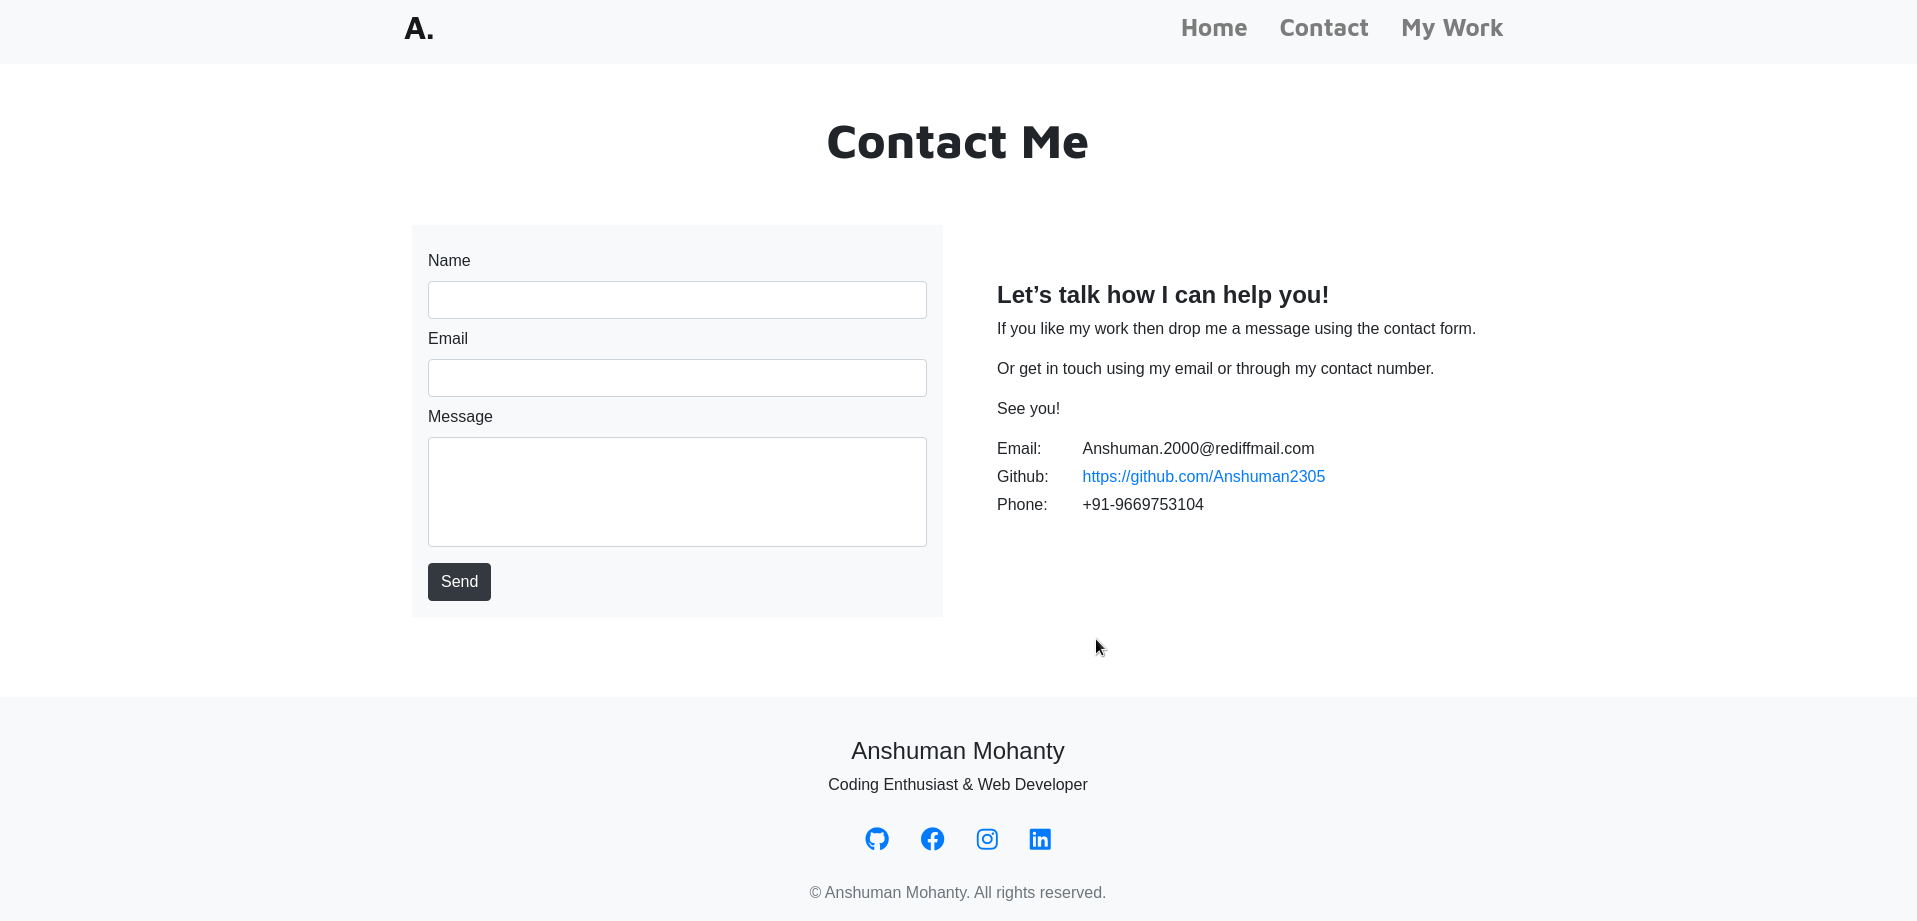 A.
Home Contact My Work
Contact Me
Name
Email
Message
Send
Let’s talk how I can help you!
If you like my work then drop me a message using the contact form.
Or get in touch using my email or through my contact number.
See you!
Email: Anshuman.2000@rediffmail.com
Github: https://github.com/Anshuman2305
Phone: +91-9669753104
Anshuman Mohanty
Coding Enthusiast & Web Developer
© Anshuman Mohanty. All rights reserved.